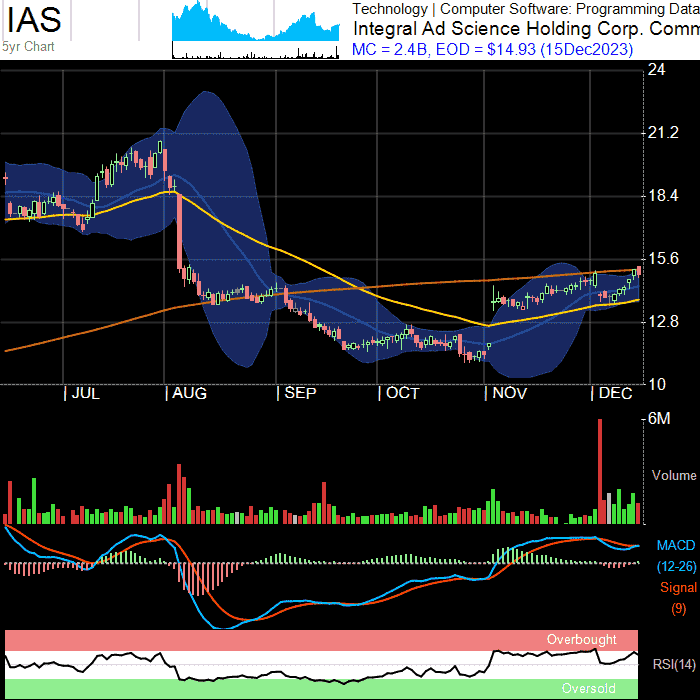 IAS
5yr Chart
Technology | Computer Software: Programming Data
Integral Ad Science Holding Corp. Comm
MC = 2.4B, EOD = $14.93 (15Dec2023)
24
21.2
18.4
15.6
12.8
10
JUL
AUG
SEP
OCT
NOV
DEC
6M
Volume
MACD
(12-26)
Signal
(9)
Overbought
RSI(14)
Oversold